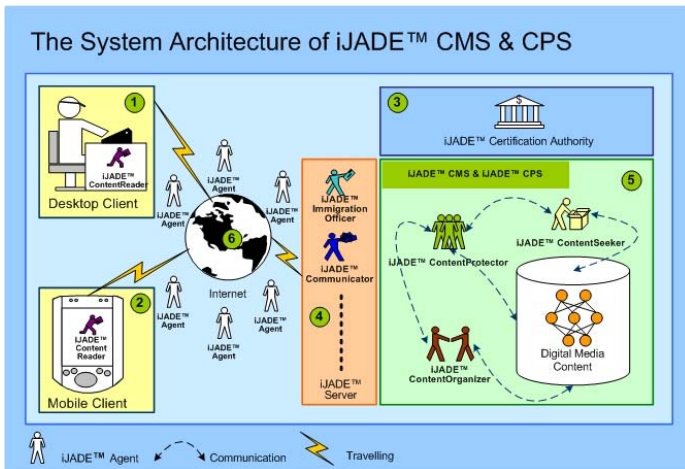 The System Architecture of iJADE™ CMS & CPS
1
iJADE™
ContentReader
Desktop Client
2
iJADE™
Content
Reader
Mobile Client
iJADE™
Agent
iJADE™
Agent
iJADE™
Agent
6
Internet
iJADE™
Agent
iJADE™
Agent
iJADE™
Agent
iJADE™
Immigration
Officer
iJADE™
Communicator
4
iJADE™
Server
3
iJADE™ Certification Authority
iJADE™ CMS & iJADE™ CPS
5
iJADE™ ContentProtector
iJADE™ ContentSeeker
iJADE™
ContentOrganizer
Digital Media
Content
iJADE™ Agent
Communication
Travelling